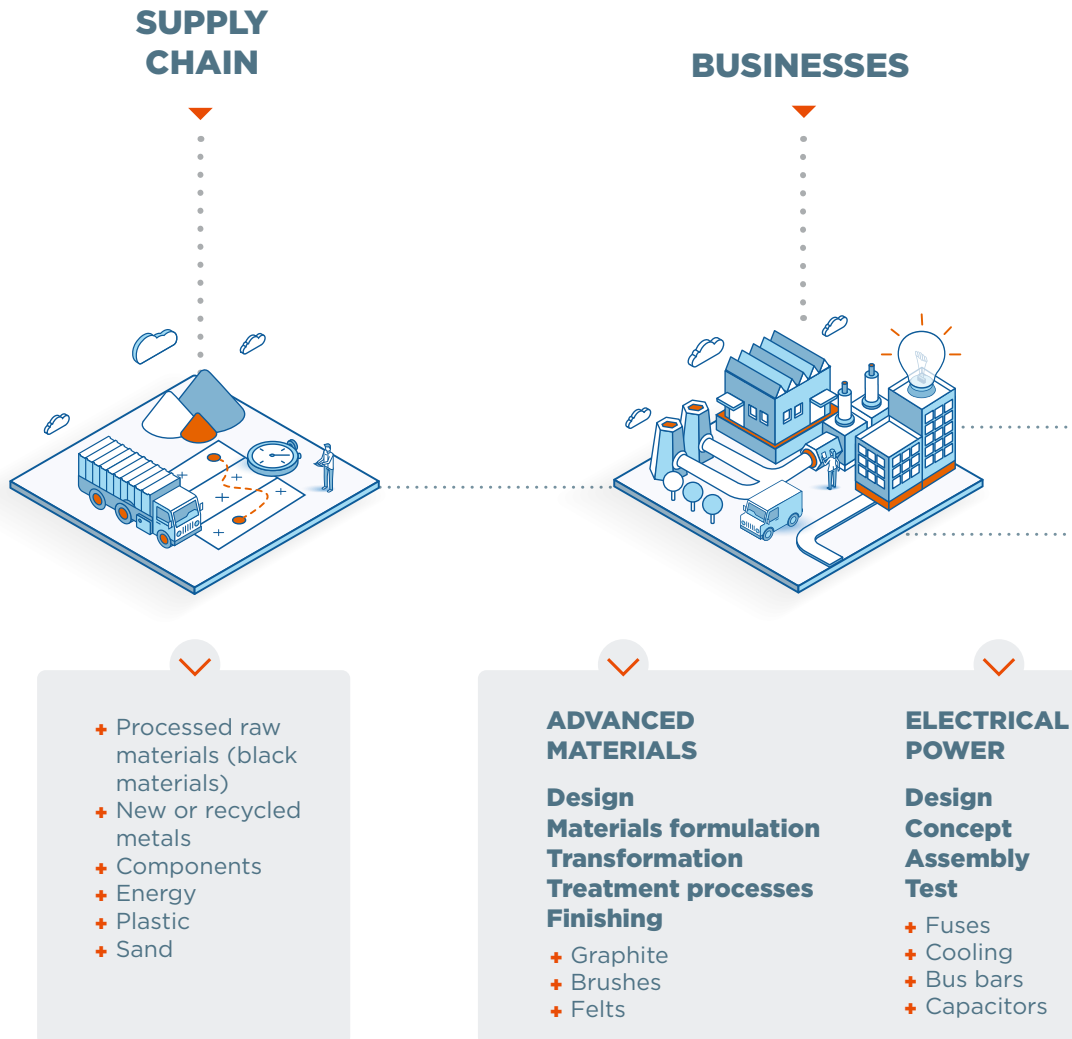 SUPPLY
CHAIN
BUSINESSES
+ Processed raw
materials (black
materials)
+ New or recycled
metals
+ Components
+ Energy
+ Plastic
+ Sand
ADVANCED
MATERIALS
Design
Materials formulation
Transformation
Treatment processes
Finishing
+ Graphite
+ Brushes
+ Felts
ELECTRICAL
POWER
Design
Concept
Assembly
Test
+ Fuses
+ Cooling
+ Bus bars
+ Capacitors